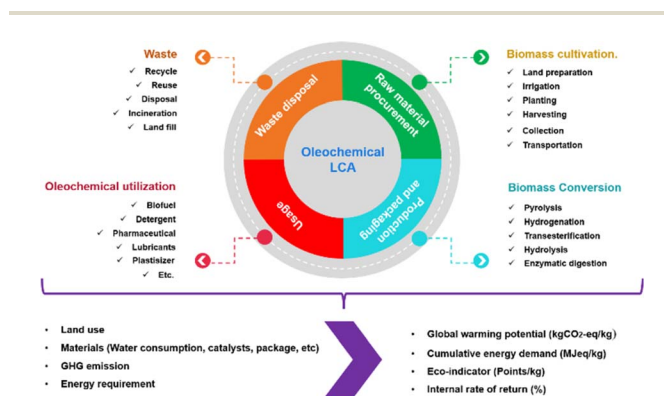 Waste
✓ Recycle
✓ Reuse
✓ Disposal
✓ Incineration
✓ Land fill
Biomass cultivation.
✓ Land preparation
✓ Irrigation
✓ Planting
✓ Harvesting
✓ Collection
✓ Transportation
Waste disposal
Raw material
procurement
Oleochemical
LCA
Usage
Production
and packaging
Oleochemical utilization
✓ Biofuel
✓ Detergent
✓ Pharmaceutical
✓ Lubricants
✓ Plastisizer
✓ Etc.
Biomass Conversion
✓ Pyrolysis
✓ Hydrogenation
✓ Transesterification
✓ Hydrolysis
✓ Enzymatic digestion
• Land use
• Materials (Water consumption, catalysts, package, etc)
• GHG emission
• Energy requirement
• Global warming potential (kgCO₂-eq/kg)
• Cumulative energy demand (MJeq/kg)
• Eco-indicator (Points/kg)
• Internal rate of return (%)